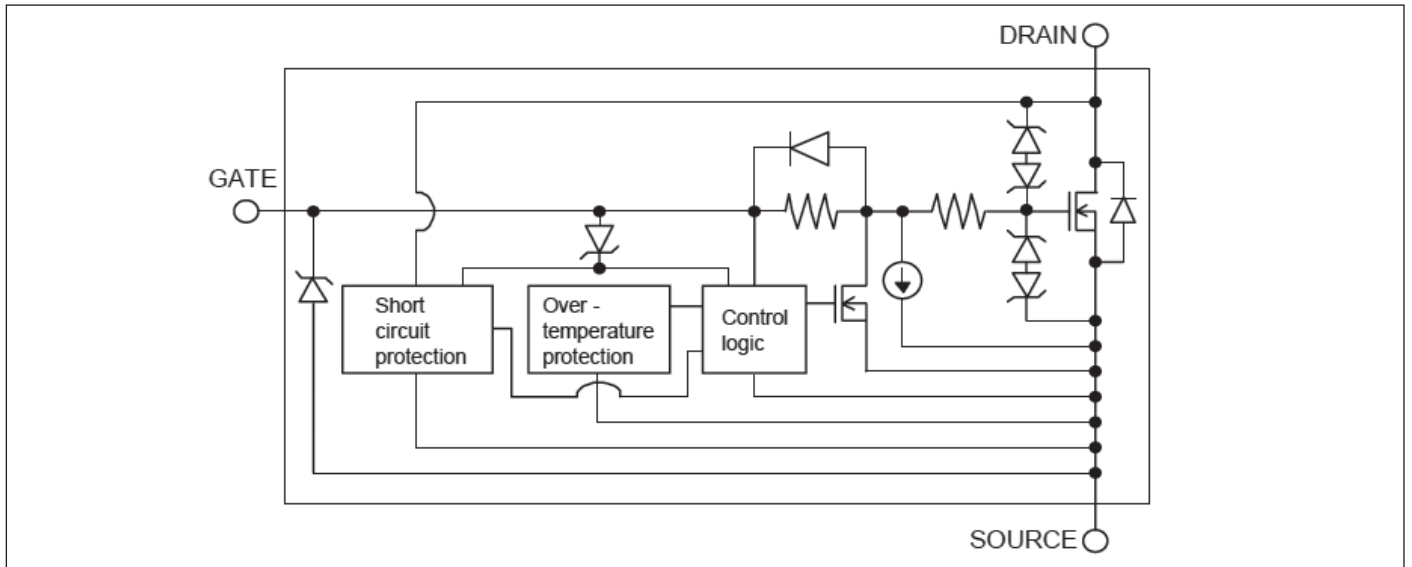 DRAIN
GATE
Short
circuit
protection
Over -
temperature
protection
Control
logic
SOURCE